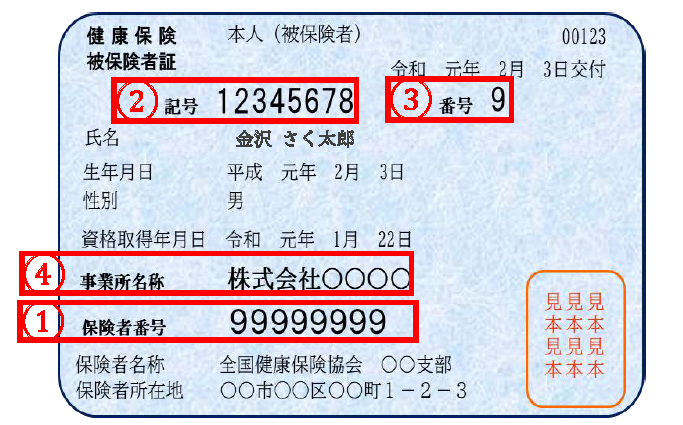 健康保険 本人(被保険者) 00123
被保険者証
令和 元年 2月 3日交付
② 記号 12345678 ③ 番号 9
氏名 金沢 さく太郎
生年月日 平成 元年 2月 3日
性別 男
資格取得年月日 令和 元年 1月 22日
④ 事業所名称 株式会社○○○○
① 保険者番号 99999999
保険者名称 全国健康保険協会 ○○支部
保険者所在地 ○○市○○区○○町1-2-3
見見見
本本本
見見見
本本本